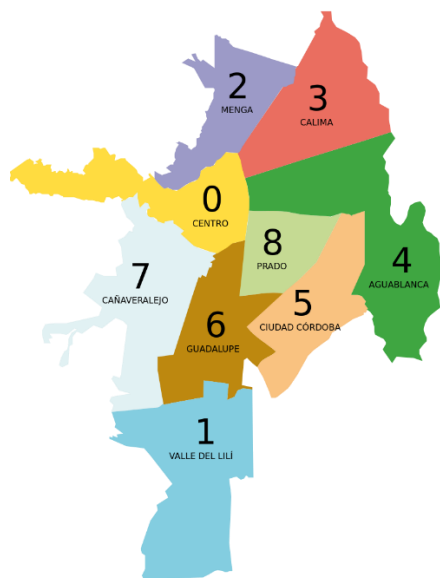 2
MENGA
3
CALIMA
0
CENTRO
8
PRADO
4
AGUABLANCA
7
CAÑAVERALEJO
5
CIUDAD CÓRDOBA
6
GUADALUPE
1
VALLE DEL LILÍ